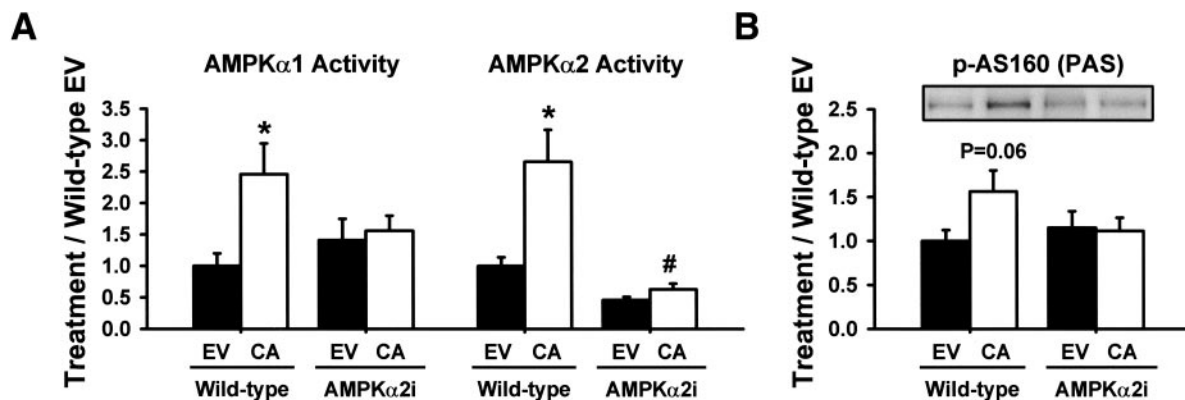 A
AMPKα1 Activity
AMPKα2 Activity
Treatment / Wild-type EV
3.5
3.0
2.5
2.0
1.5
1.0
0.5
0.0
*
*
#
EV CA EV CA EV CA EV CA
Wild-type AMPKα2i Wild-type AMPKα2i
B
p-AS160 (PAS)
Treatment / Wild-type EV
2.5
2.0
1.5
1.0
0.5
0.0
P=0.06
EV CA EV CA
Wild-type AMPKα2i